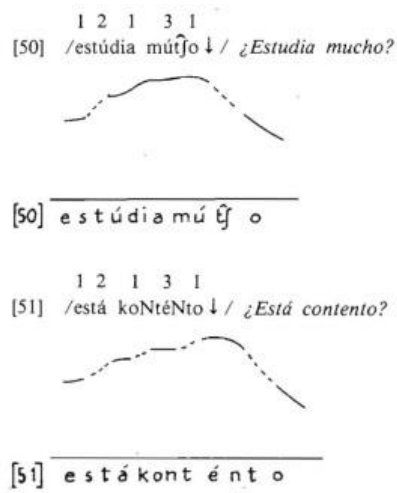 1 2 1 3 1
[50] /estúdia mút͡ʃo ↓ / ¿Estudia mucho?
[50] e s t ú d i a m ú t͡ʃ o
1 2 1 3 1
[51] /está koNtéNto ↓ / ¿Está contento?
[51] e s t á k o n t é n t o